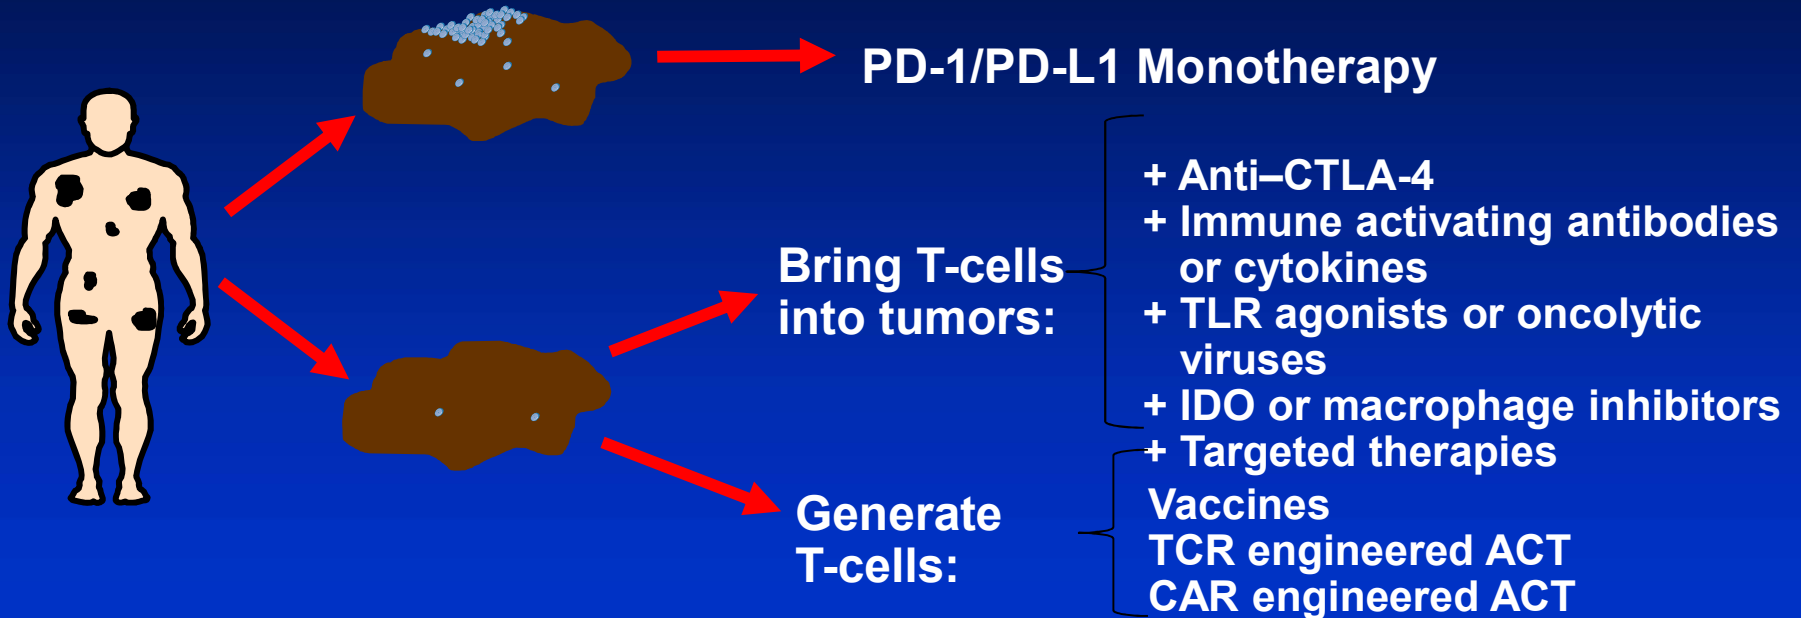 PD-1/PD-L1 Monotherapy
Bring T-cells
into tumors:
+ Anti–CTLA-4
+ Immune activating antibodies
or cytokines
+ TLR agonists or oncolytic
viruses
+ IDO or macrophage inhibitors
+ Targeted therapies
Generate
T-cells:
Vaccines
TCR engineered ACT
CAR engineered ACT